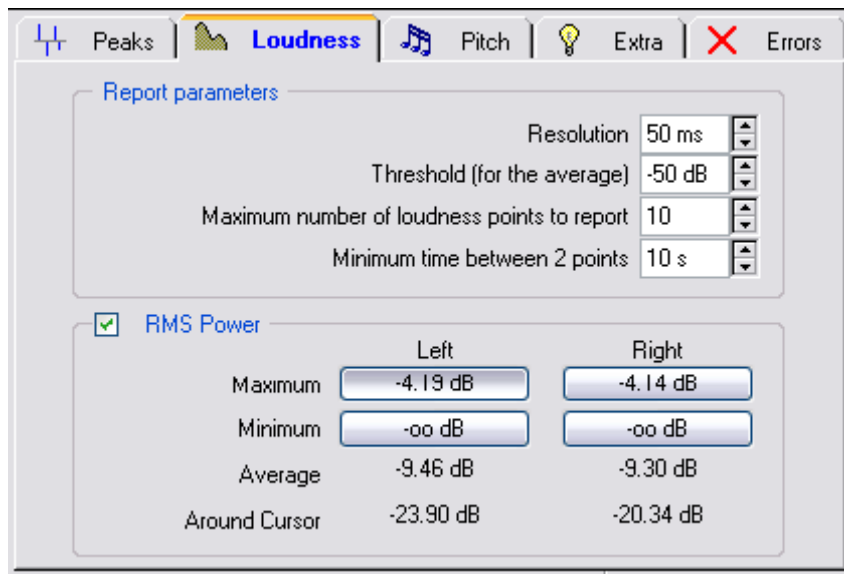 Peaks Loudness Pitch Extra Errors
Report parameters
Resolution 50 ms
Threshold (for the average) -50 dB
Maximum number of loudness points to report 10
Minimum time between 2 points 10 s
RMS Power
Left Right
Maximum -4.19 dB -4.14 dB
Minimum -oo dB -oo dB
Average -9.46 dB -9.30 dB
Around Cursor -23.90 dB -20.34 dB